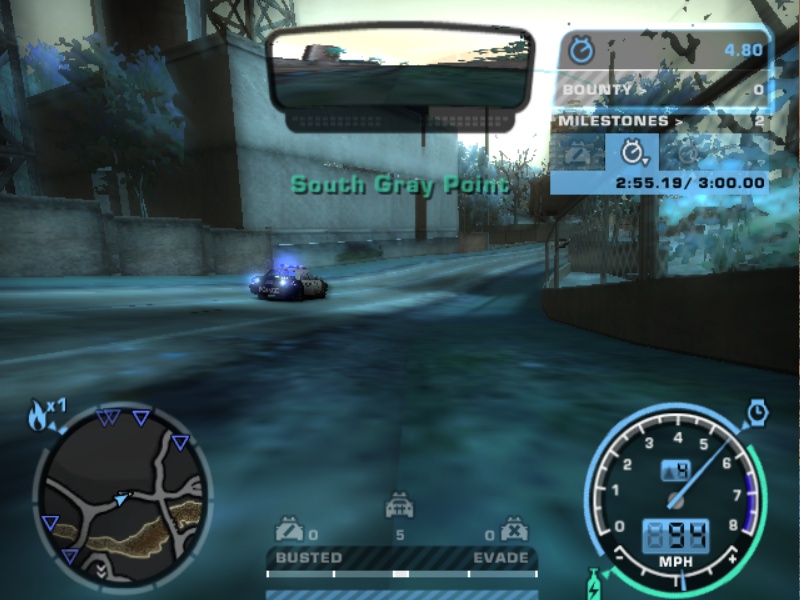 4.80
BOUNTY > 0
MILESTONES > 2
South Gray Point
2:55.19/ 3:00.00
x1
0 1 2 3 4 5 6 7 8
4
94
MPH
0 5 0
BUSTED EVADE